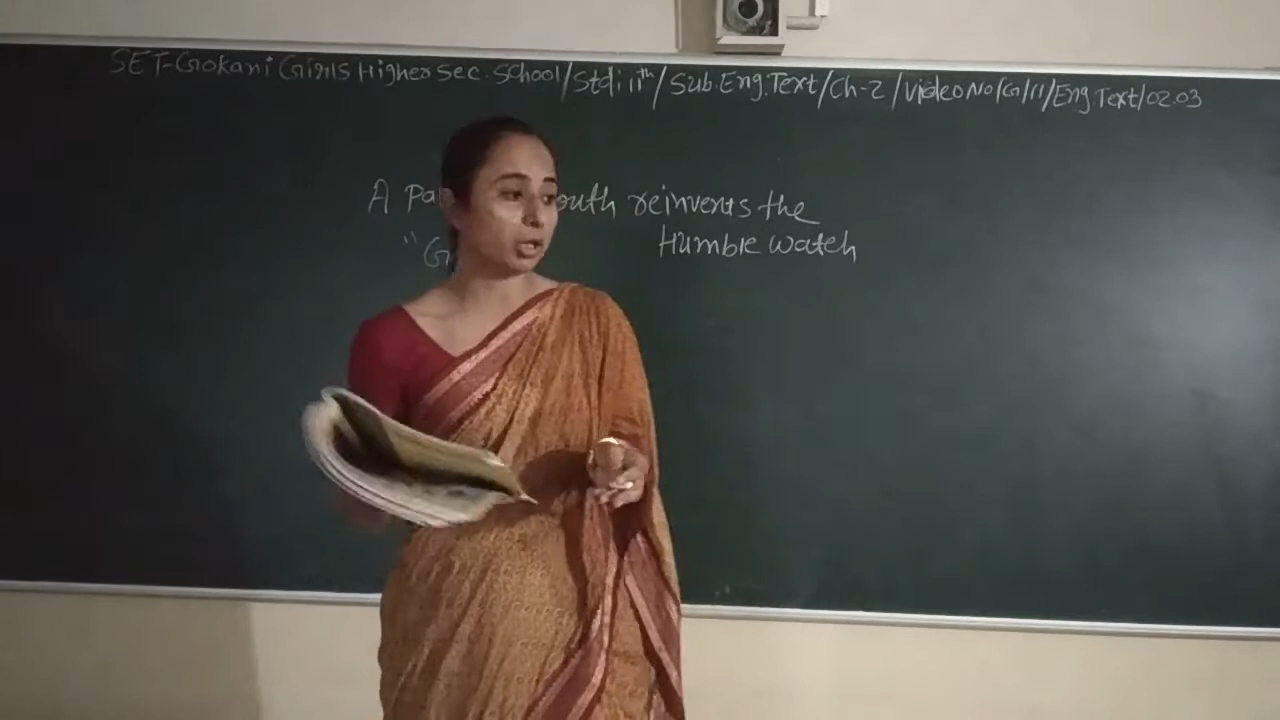 SET-Gokani Girls Higher Sec. School/Std:11th/Sub.Eng.Text/Ch-2/Video No/G/11/Eng.Text/02.03
A Pa outh reinvents the
"G Humble watch